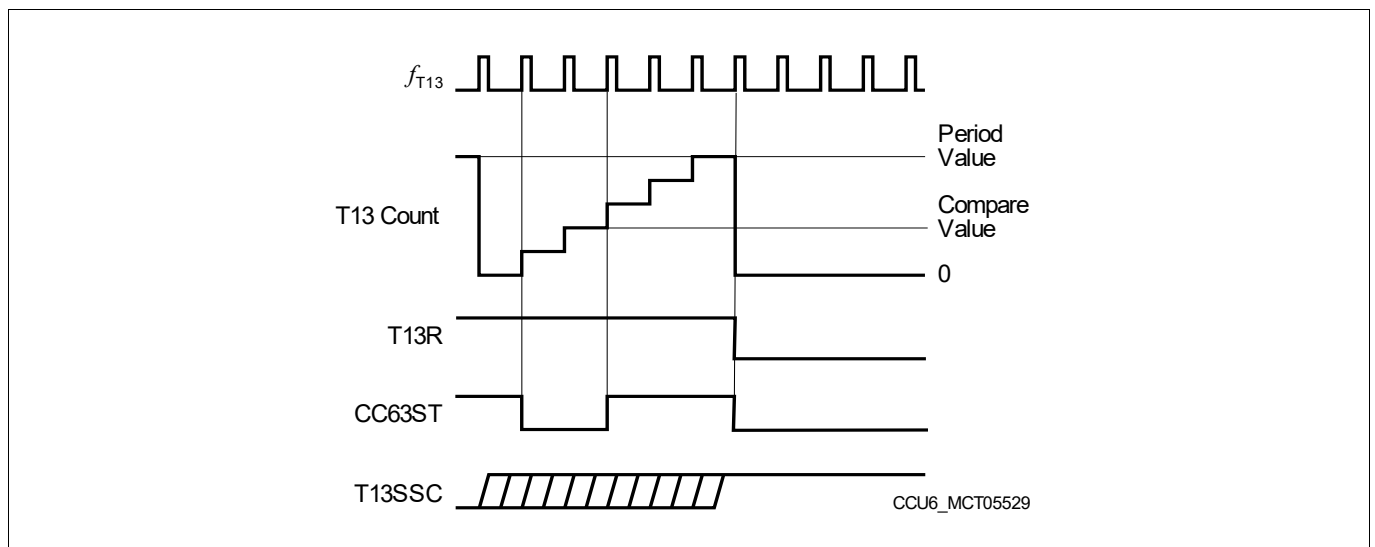 fT13
Period
Value
T13 Count
Compare
Value
0
T13R
CC63ST
T13SSC
CCU6_MCT05529